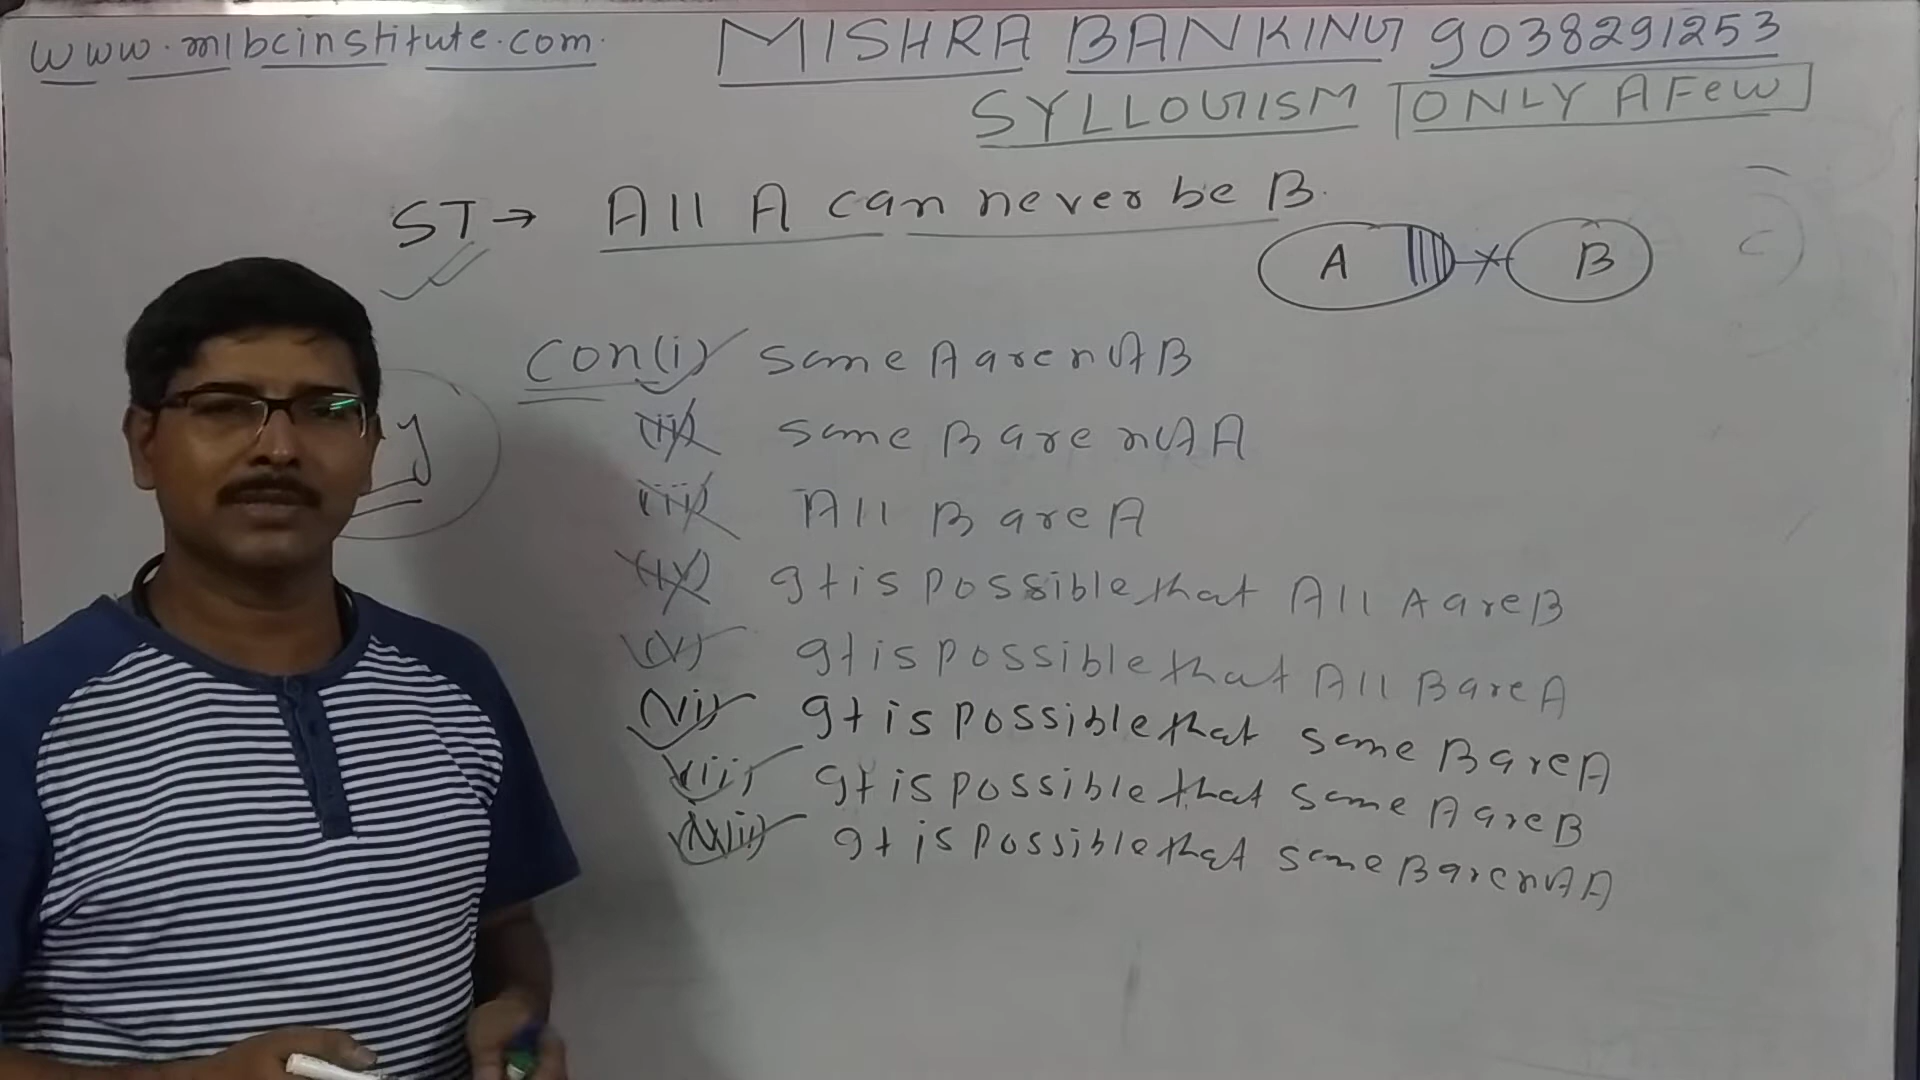 www.mlbcinstitute.com.
MISHRA BANKING 9038291253
SYLLOGISM ONLY A Few
ST → All A can never be B.
A B
c
y
Con(i) Some A are not B
(ii) Some B are not A
(iii) All B are A
(iv) It is possible that All A are B
(v) It is possible that All B are A
(vi) It is possible that some B are A
(vii) It is possible that some A are B
(viii) It is possible that some B are not A